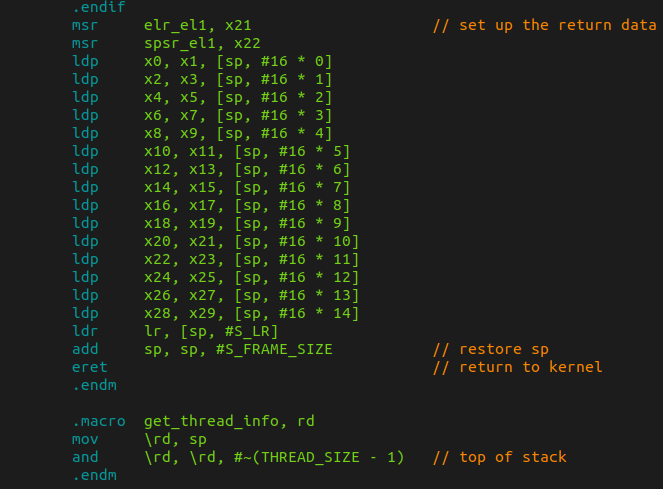 .endif
msr elr_el1, x21 // set up the return data
msr spsr_el1, x22
ldp x0, x1, [sp, #16 * 0]
ldp x2, x3, [sp, #16 * 1]
ldp x4, x5, [sp, #16 * 2]
ldp x6, x7, [sp, #16 * 3]
ldp x8, x9, [sp, #16 * 4]
ldp x10, x11, [sp, #16 * 5]
ldp x12, x13, [sp, #16 * 6]
ldp x14, x15, [sp, #16 * 7]
ldp x16, x17, [sp, #16 * 8]
ldp x18, x19, [sp, #16 * 9]
ldp x20, x21, [sp, #16 * 10]
ldp x22, x23, [sp, #16 * 11]
ldp x24, x25, [sp, #16 * 12]
ldp x26, x27, [sp, #16 * 13]
ldp x28, x29, [sp, #16 * 14]
ldr lr, [sp, #S_LR]
add sp, sp, #S_FRAME_SIZE // restore sp
eret // return to kernel
.endm
.macro get_thread_info, rd
mov \rd, sp
and \rd, \rd, #~(THREAD_SIZE - 1) // top of stack
.endm